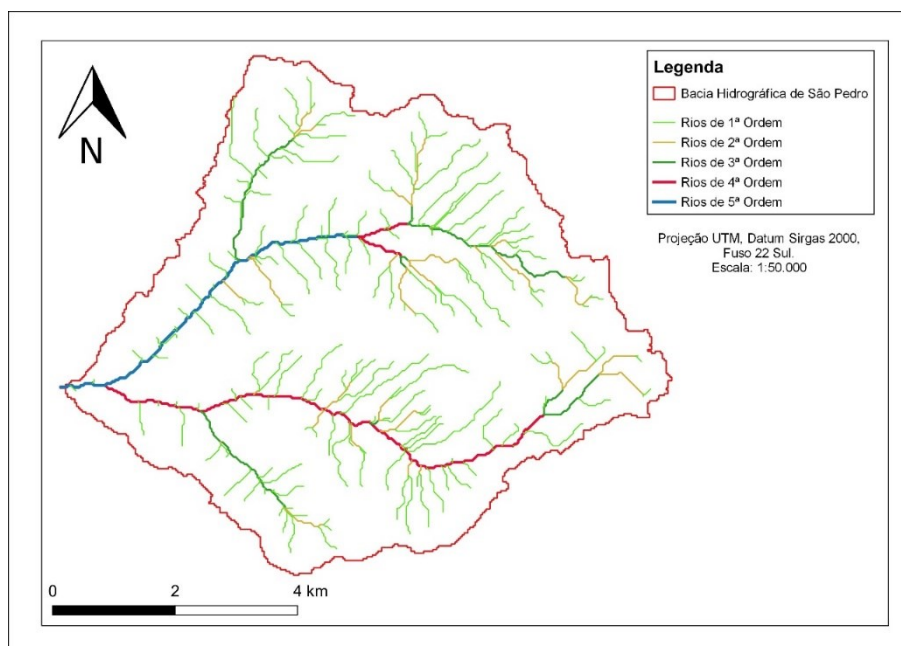 N
Legenda
Bacia Hidrográfica de São Pedro
Rios de 1ª Ordem
Rios de 2ª Ordem
Rios de 3ª Ordem
Rios de 4ª Ordem
Rios de 5ª Ordem
Projeção UTM, Datum Sirgas 2000,
Fuso 22 Sul.
Escala: 1:50.000
0 2 4 km